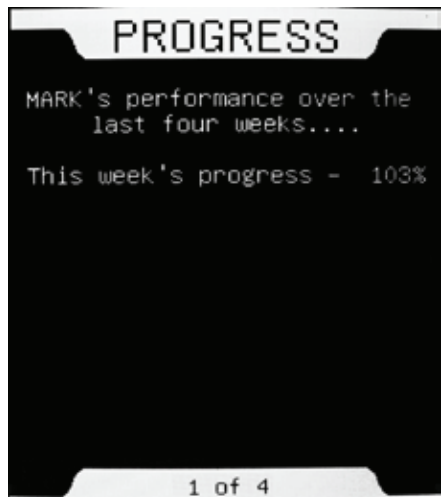 PROGRESS
MARK's performance over the
last four weeks....
This week's progress - 103%
1 of 4